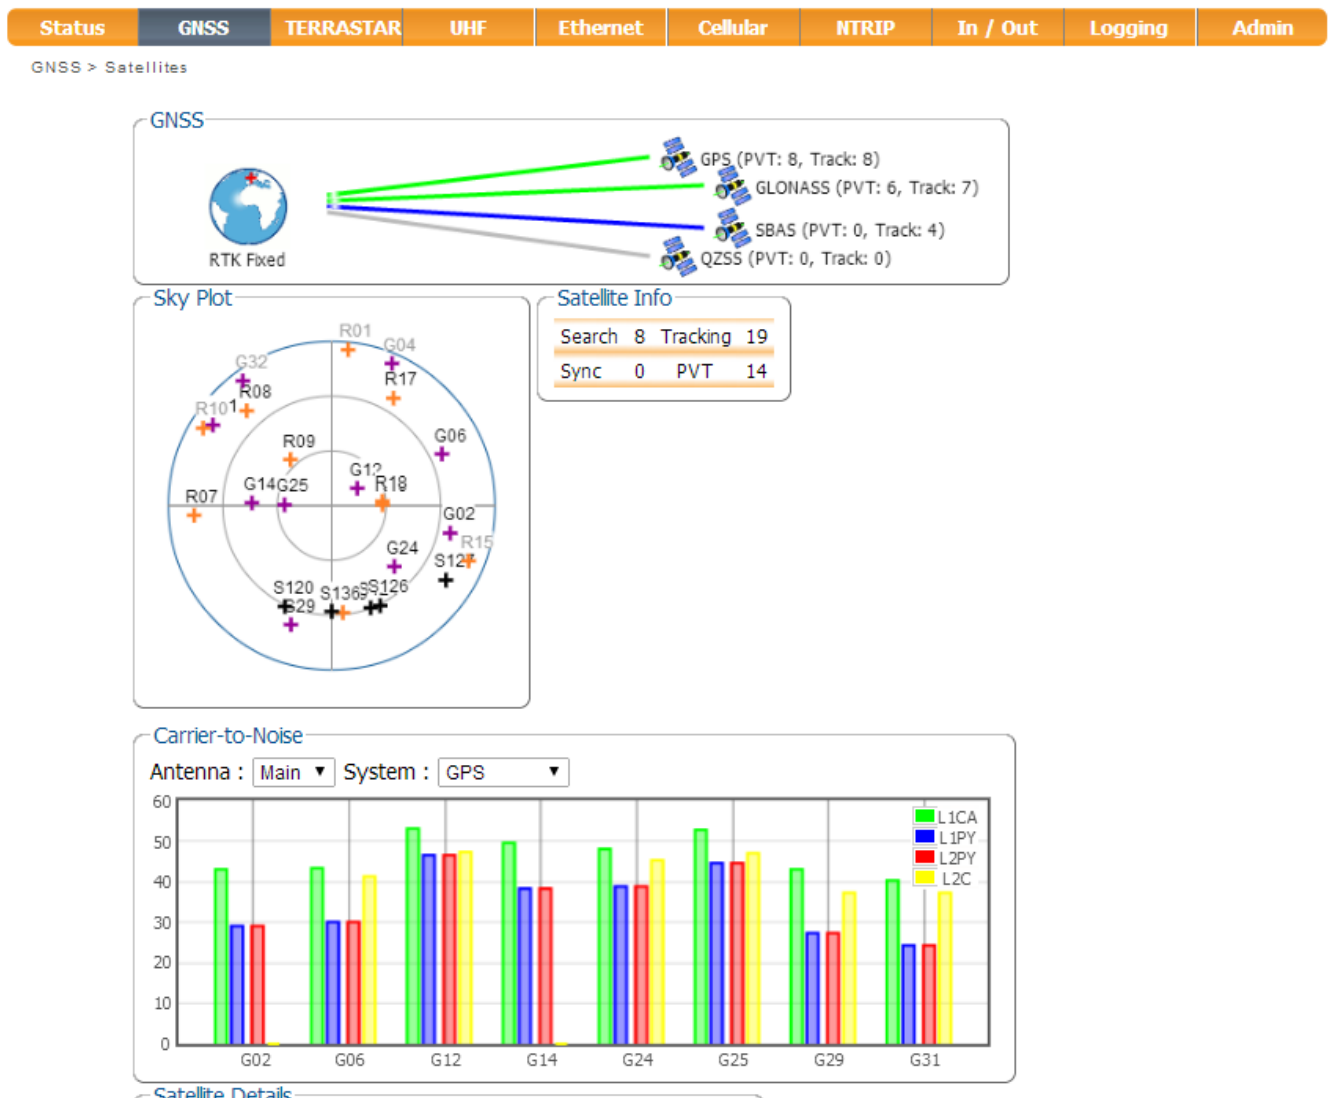 Status GNSS TERRASTAR UHF Ethernet Cellular NTRIP In / Out Logging Admin
GNSS > Satellites
GNSS
GPS (PVT: 8, Track: 8)
GLONASS (PVT: 6, Track: 7)
SBAS (PVT: 0, Track: 4)
QZSS (PVT: 0, Track: 0)
RTK Fixed
Sky Plot
R01
G04
G32
R17
R08
R10
G06
R09
G12
G14
G25
R18
R07
G02
R15
G24
S127
S120
S136
S126
G29
Satellite Info
Search 8 Tracking 19
Sync 0 PVT 14
Carrier-to-Noise
Antenna : Main ▼ System : GPS ▼
60
50
40
30
20
10
0
L1CA
L1PY
L2PY
L2C
G02 G06 G12 G14 G24 G25 G29 G31
Satellite Details